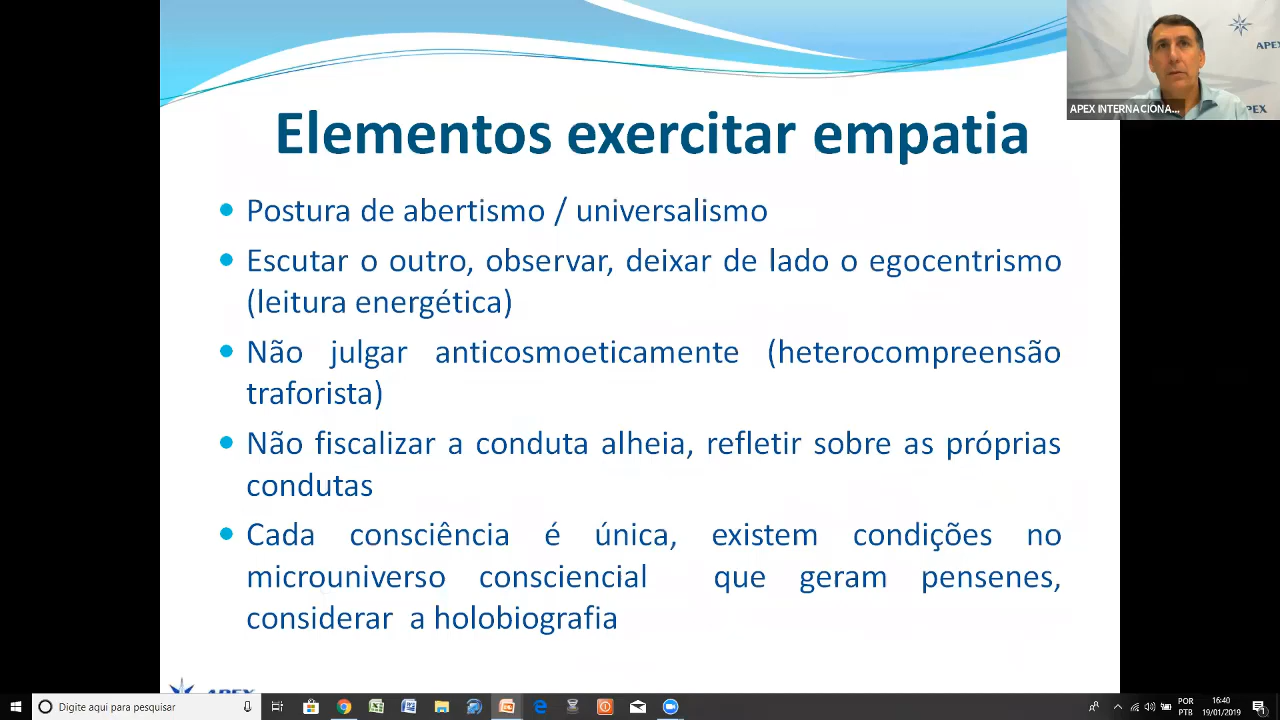 APEX
APEX INTERNACIONA...
PEX
Elementos exercitar empatia
Postura de abertismo / universalismo
Escutar o outro, observar, deixar de lado o egocentrismo
(leitura energética)
Não julgar anticosmoeticamente (heterocompreensão
traforista)
Não fiscalizar a conduta alheia, refletir sobre as próprias
condutas
Cada consciência é única, existem condições no
microuniverso consciencial que geram pensenes,
considerar a holobiografia
APEX
Digite aqui para pesquisar
POR
PTB
16:40
19/01/2019